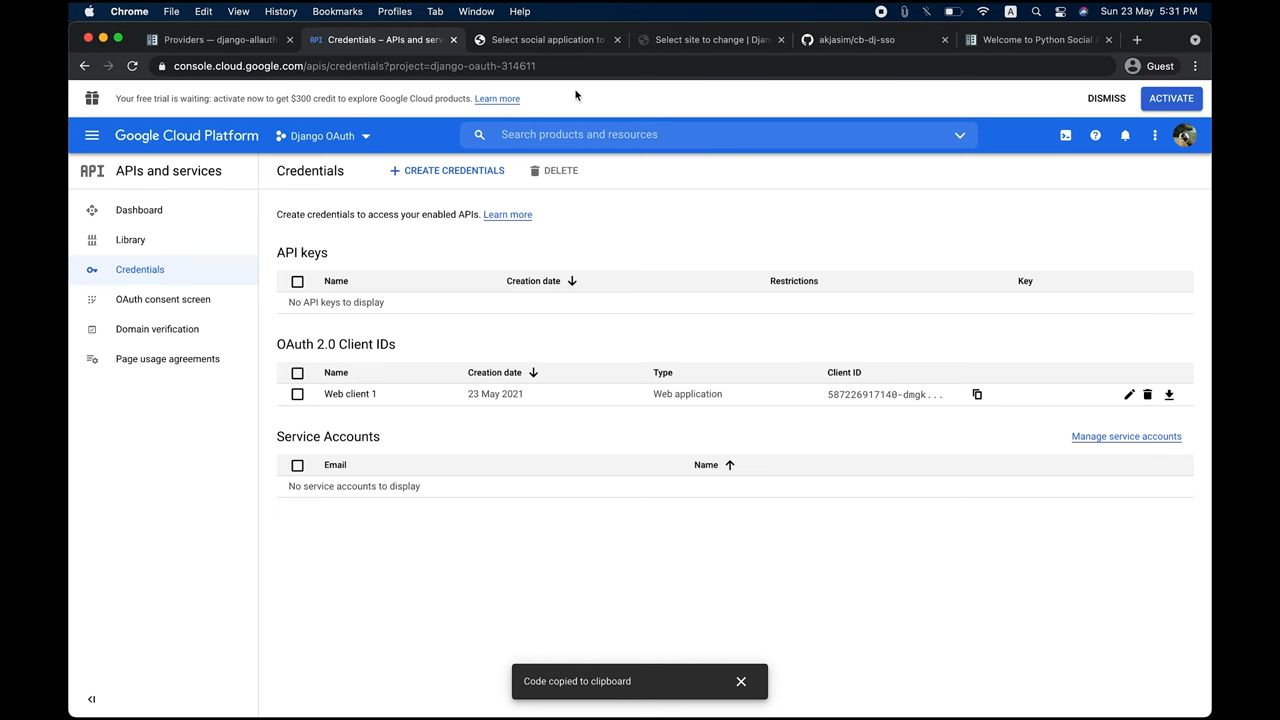 Chrome File Edit View History Bookmarks Profiles Tab Window Help A Sun 23 May 5:31 PM
Providers — django-allauth Credentials – APIs and serv Select social application to Select site to change | Djan akjasim/cb-dj-sso Welcome to Python Social A
console.cloud.google.com/apis/credentials?project=django-oauth-314611 Guest
Your free trial is waiting: activate now to get $300 credit to explore Google Cloud products. Learn more DISMISS ACTIVATE
Google Cloud Platform Django OAuth Search products and resources
API APIs and services Credentials CREATE CREDENTIALS DELETE
Dashboard
Library
Credentials
OAuth consent screen
Domain verification
Page usage agreements
Create credentials to access your enabled APIs. Learn more
API keys
Name Creation date Restrictions Key
No API keys to display
OAuth 2.0 Client IDs
Name Creation date Type Client ID
Web client 1 23 May 2021 Web application 587226917140-dmgk...
Service Accounts Manage service accounts
Email Name
No service accounts to display
Code copied to clipboard